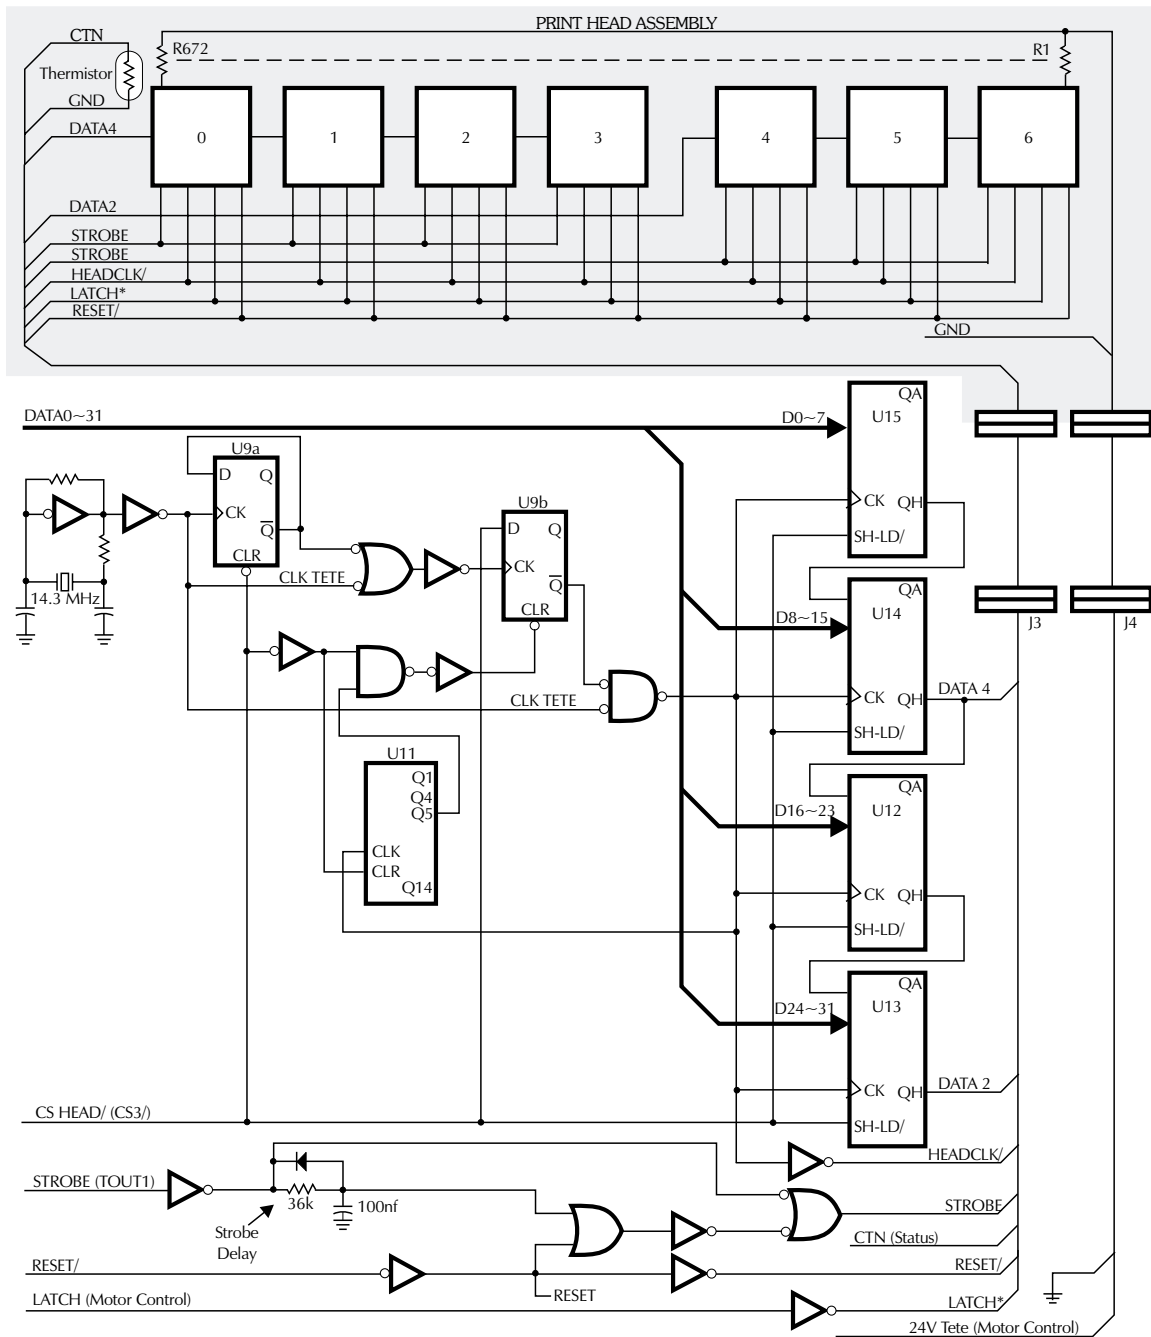 PRINT HEAD ASSEMBLY
CTN
R672
R1
Thermistor
GND
DATA4
0
1
2
3
4
5
6
DATA2
STROBE
STROBE
HEADCLK/
LATCH*
RESET/
GND
QA
DATA0~31
D0~7
U15
U9a
D
Q
CK
Q
CLR
U9b
D
Q
CK
Q
CLR
CK
QH
SH-LD/
CLK TETE
14.3 MHz
QA
U14
D8~15
J3
J4
CK
QH
DATA 4
SH-LD/
CLK TETE
U11
Q1
Q4
Q5
CLK
CLR
Q14
QA
U12
D16~23
CK
QH
SH-LD/
QA
U13
D24~31
CK
QH
DATA 2
SH-LD/
CS HEAD/ (CS3/)
HEADCLK/
STROBE (TOUT1)
36k
100nf
Strobe
Delay
STROBE
CTN (Status)
RESET/
RESET
RESET/
LATCH (Motor Control)
LATCH*
24V Tete (Motor Control)